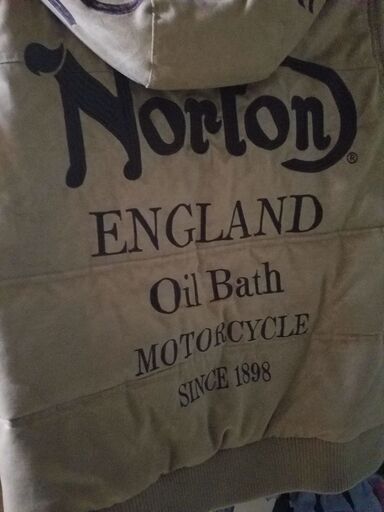 Norton®
ENGLAND
Oil Bath
MOTORCYCLE
SINCE 1898